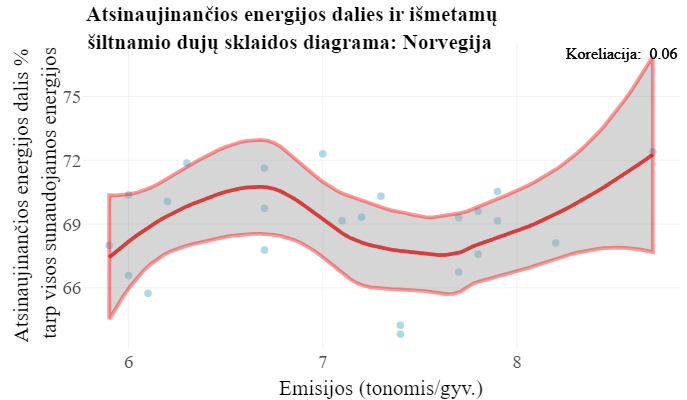 Atsinaujinančios energijos dalies ir išmetamų
šiltnamio dujų sklaidos diagrama: Norvegija
Koreliacija: 0.06
Atsinaujinančios energijos dalis %
tarp visos sunaudojamos energijos
75
72
69
66
6 7 8
Emisijos (tonomis/gyv.)